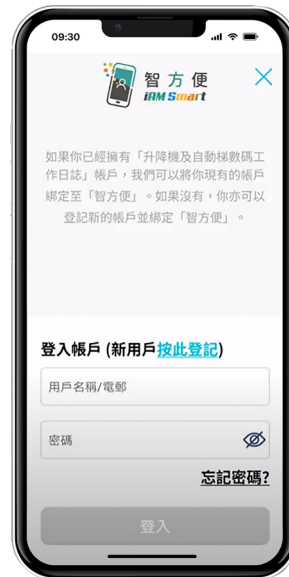 09:30
智方便
iAM Smart
如果你已經擁有「升降機及自動梯數碼工
作日誌」帳戶，我們可以將你現有的帳戶
綁定至「智方便」。如果沒有，你亦可以
登記新的帳戶並綁定「智方便」。
登入帳戶 (新用戶按此登記)
用戶名稱/電郵
密碼
忘記密碼?
登入